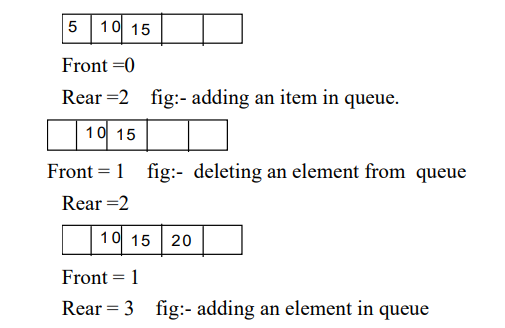 5 10 15
Front =0
Rear =2 fig:- adding an item in queue.
10 15
Front = 1 fig:- deleting an element from queue
Rear =2
10 15 20
Front = 1
Rear = 3 fig:- adding an element in queue